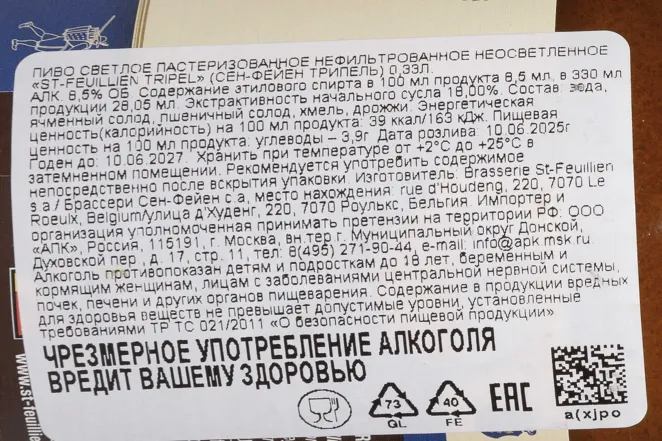 ПИВО СВЕТЛОЕ ПАСТЕРИЗОВАННОЕ НЕФИЛЬТРОВАННОЕ НЕОСВЕТЛЕННОЕ
«ST-FEUILLIEN TRIPEL» (СЕН-ФЕЙЕН ТРИПЕЛЬ) 0,33л.
АЛК. 8,5% ОБ. Содержание этилового спирта в 100 мл продукта 8,5 мл, в 330 мл
продукции 28,05 мл. Экстрактивность начального сусла 18,00%. Состав: вода,
ячменный солод, пшеничный солод, хмель, дрожжи. Энергетическая
ценность(калорийность) на 100 мл продукта: 39 ккал/163 кДж. Пищевая
ценность на 100 мл продукта: углеводы – 3,9г. Дата розлива: 10.06.2025г
Годен до: 10.06.2027. Хранить при температуре от +2°С до +25°С в
затемненном помещении. Рекомендуется употребить содержимое
непосредственно после вскрытия упаковки. Изготовитель: Brasserie St-Feuillien
s.a./ Брассери Сен-Фейен с.а, место нахождения: rue d'Houdeng, 220, 7070 Le
Roeulx, Belgium/улица д'Худенг, 220, 7070 Роулькс, Бельгия. Импортер и
организация уполномоченная принимать претензии на территории РФ: ООО
«АПК», Россия, 115191, г. Москва, вн.тер г. Муниципальный округ Донской,
Духовской пер., д. 17, стр. 11, тел: 8(495) 271-90-44, e-mail: info@apk.msk.ru.
Алкоголь противопоказан детям и подросткам до 18 лет, беременным и
кормящим женщинам, лицам с заболеваниями центральной нервной системы,
почек, печени и других органов пищеварения. Содержание в продукции вредных
для здоровья веществ не превышает допустимые уровни, установленные
требованиями ТР ТС 021/2011 «О безопасности пищевой продукции»
ЧРЕЗМЕРНОЕ УПОТРЕБЛЕНИЕ АЛКОГОЛЯ
ВРЕДИТ ВАШЕМУ ЗДОРОВЬЮ
73
GL
40
FE
EAC
a(xjpo
www.st-feuillie